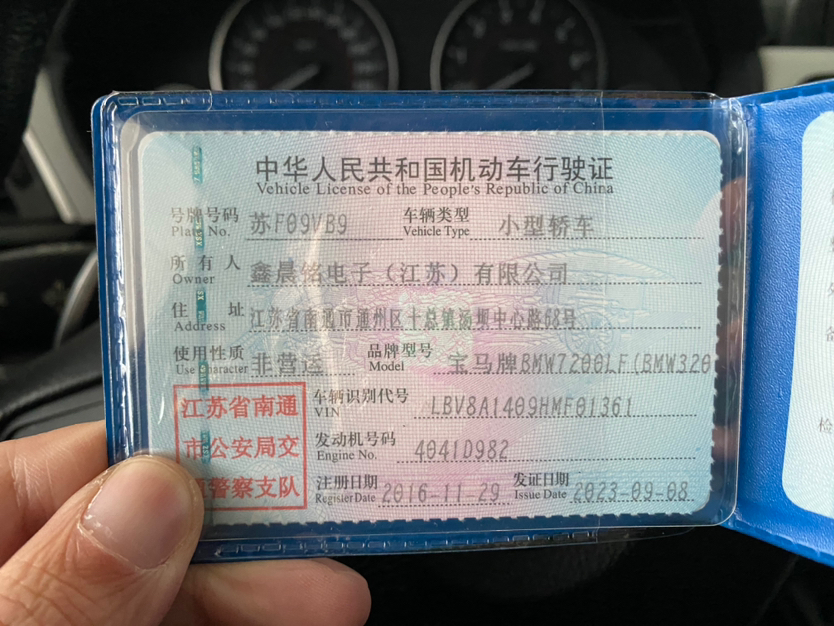 中华人民共和国机动车行驶证
Vehicle License of the People's Republic of China
号牌号码 苏F09VB9 车辆类型 小型轿车
Plate No. Vehicle Type
所有人 鑫晨铭电子（江苏）有限公司
Owner
住址 江苏省南通市通州区十总镇汤坝中心路68号
Address
使用性质 非营运 品牌型号 宝马牌BMW7200LF(BMW320
Use Character Model
江苏省南通
市公安局交
警察支队
车辆识别代号 LBV8A1409HMF01361
VIN
发动机号码 4041D982
Engine No.
注册日期 2016-11-29 发证日期 2023-09-08
Register Date Issue Date